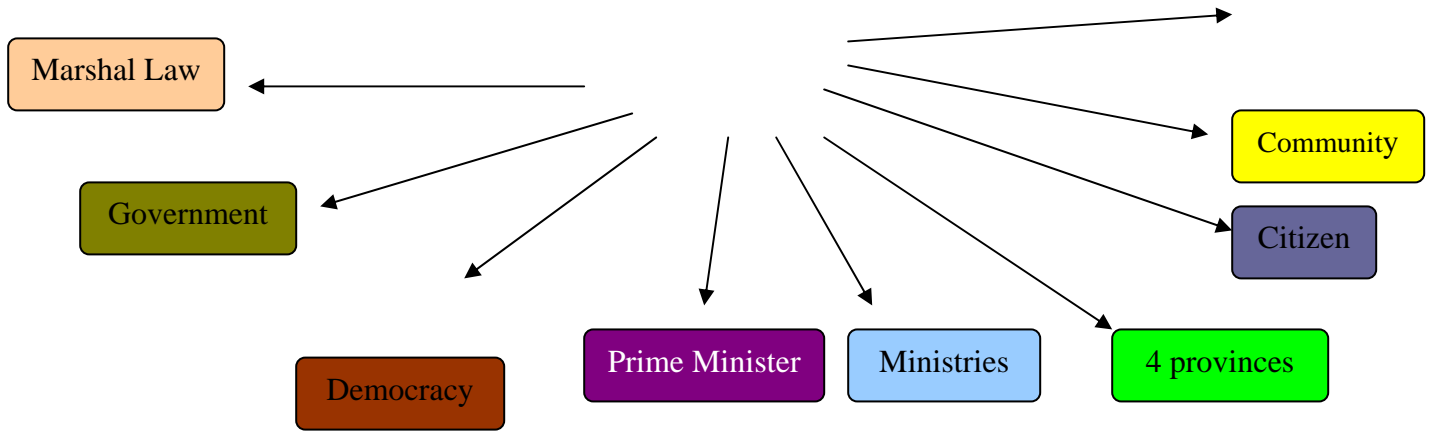 Marshal Law
Community
Government
Citizen
Prime Minister
Ministries
4 provinces
Democracy